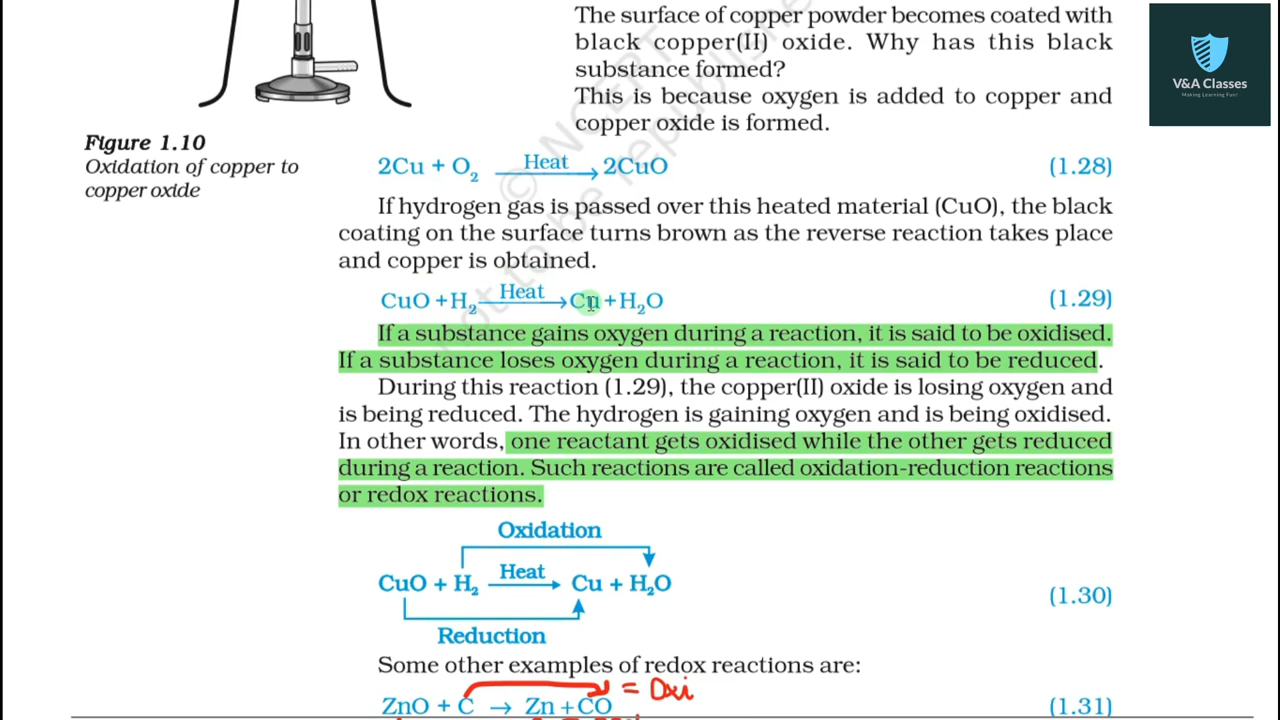 The surface of copper powder becomes coated with
black copper(II) oxide. Why has this black
substance formed?
This is because oxygen is added to copper and
copper oxide is formed.
V&A Classes
Making Learning Fun!
Figure 1.10
Oxidation of copper to
copper oxide
2Cu + O₂ Heat → 2CuO (1.28)
If hydrogen gas is passed over this heated material (CuO), the black
coating on the surface turns brown as the reverse reaction takes place
and copper is obtained.
CuO +H₂ Heat → Cu +H₂O (1.29)
If a substance gains oxygen during a reaction, it is said to be oxidised.
If a substance loses oxygen during a reaction, it is said to be reduced.
During this reaction (1.29), the copper(II) oxide is losing oxygen and
is being reduced. The hydrogen is gaining oxygen and is being oxidised.
In other words, one reactant gets oxidised while the other gets reduced
during a reaction. Such reactions are called oxidation-reduction reactions
or redox reactions.
Oxidation
CuO + H₂ Heat → Cu + H₂O (1.30)
Reduction
Some other examples of redox reactions are:
= Oxi
ZnO + C → Zn + CO (1.31)
© NCERT
not to be republished